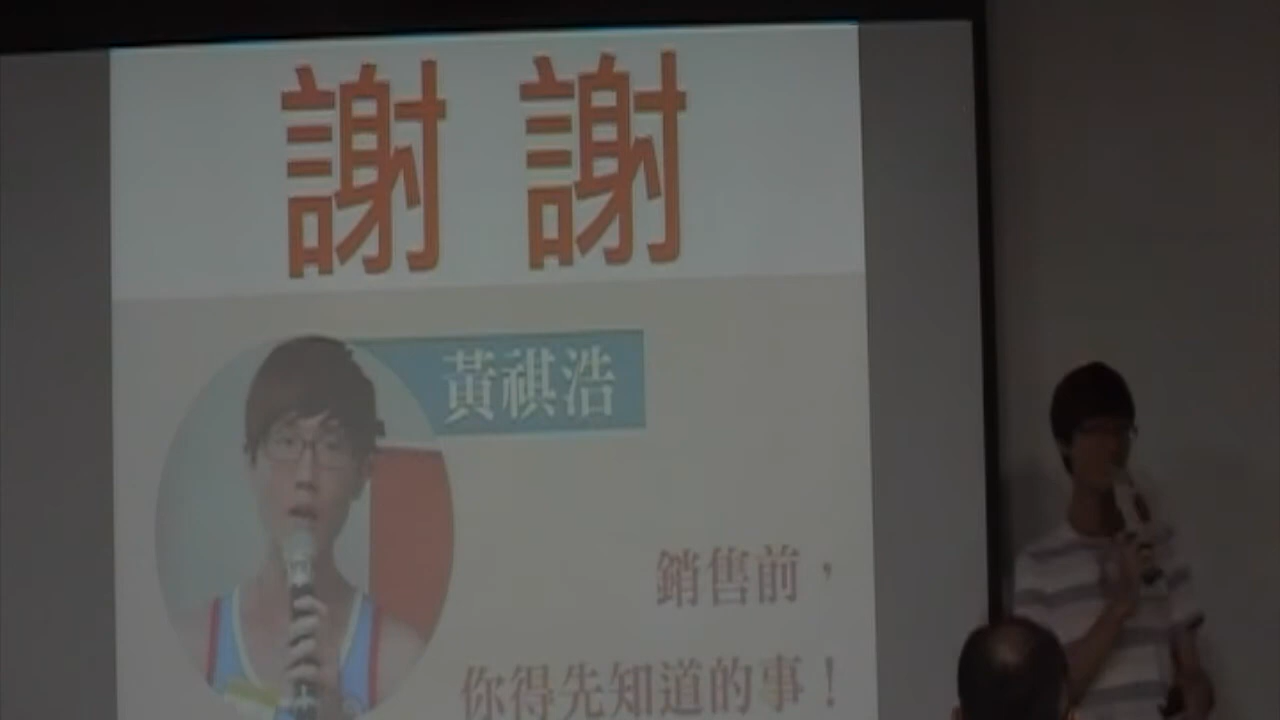 謝謝
黃祺浩
銷售前，
你得先知道的事！